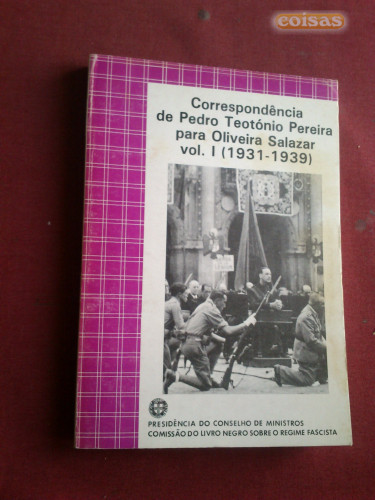 coisas
Correspondência
de Pedro Teotónio Pereira
para Oliveira Salazar
vol. I (1931-1939)
PRESIDÊNCIA DO CONSELHO DE MINISTROS
COMISSÃO DO LIVRO NEGRO SOBRE O REGIME FASCISTA